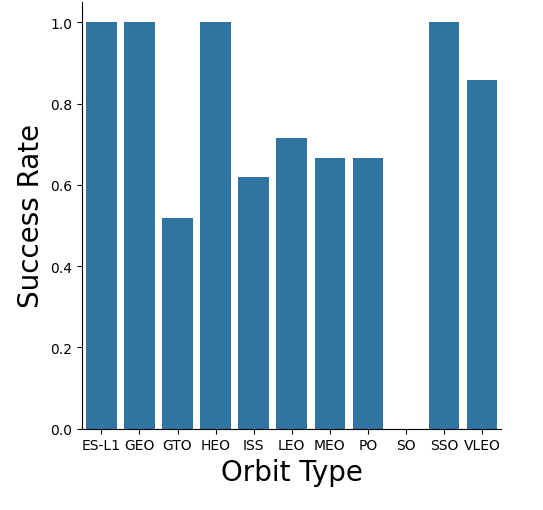 1.0
0.8
0.6
0.4
0.2
0.0
Success Rate
ES-L1 GEO GTO HEO ISS LEO MEO PO SO SSO VLEO
Orbit Type